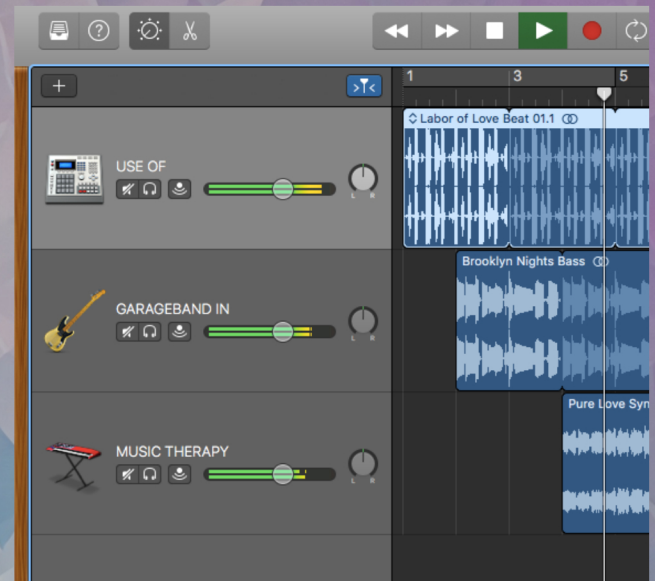 1 3 5
Labor of Love Beat 01.1
USE OF
L R
Brooklyn Nights Bass
GARAGEBAND IN
L R
Pure Love Syn
MUSIC THERAPY
L R